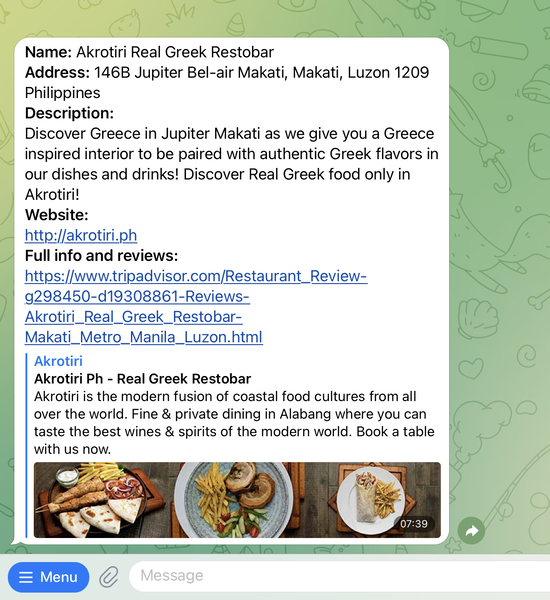 Name: Akrotiri Real Greek Restobar
Address: 146B Jupiter Bel-air Makati, Makati, Luzon 1209
Philippines
Description:
Discover Greece in Jupiter Makati as we give you a Greece
inspired interior to be paired with authentic Greek flavors in
our dishes and drinks! Discover Real Greek food only in
Akrotiri!
Website:
http://akrotiri.ph
Full info and reviews:
https://www.tripadvisor.com/Restaurant_Review-
g298450-d19308861-Reviews-
Akrotiri_Real_Greek_Restobar-
Makati_Metro_Manila_Luzon.html
Akrotiri
Akrotiri Ph - Real Greek Restobar
Akrotiri is the modern fusion of coastal food cultures from all
over the world. Fine & private dining in Alabang where you can
taste the best wines & spirits of the modern world. Book a table
with us now.
07:39
Menu
Message